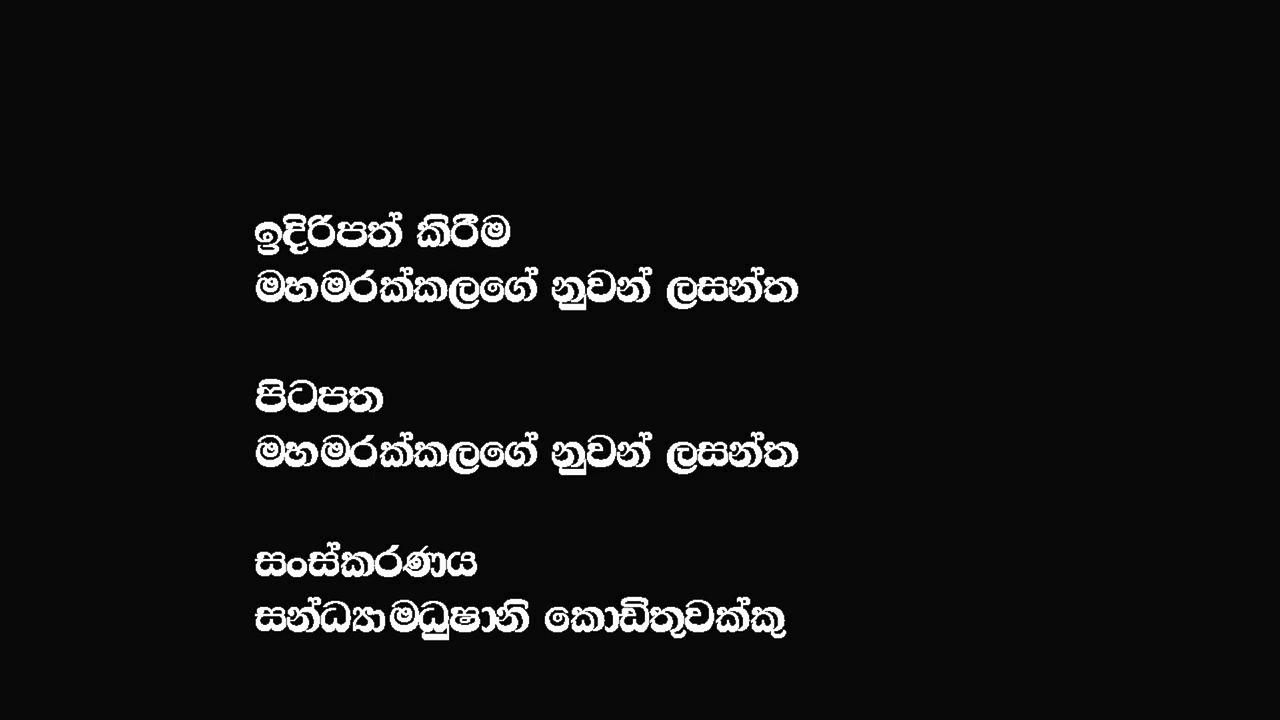 ඉදිරිපත් කිරීම
මහමරක්කලගේ නුවන් ලසන්ත
පිටපත
මහමරක්කලගේ නුවන් ලසන්ත
සංස්කරණය
සන්ධ්‍යාමධුෂානි කොඩිතුවක්කු